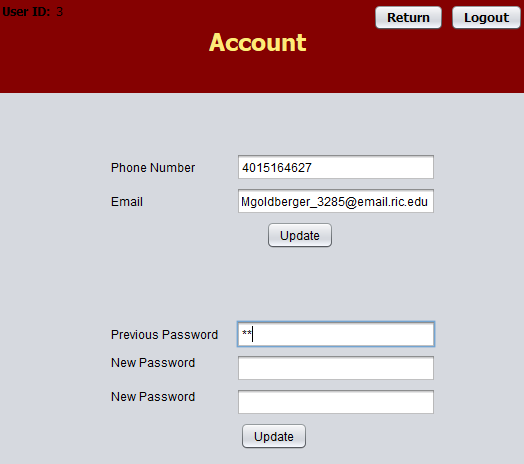 User ID: 3
Return
Logout
Account
Phone Number 4015164627
Email Mgoldberger_3285@email.ric.edu
Update
Previous Password **
New Password
New Password
Update